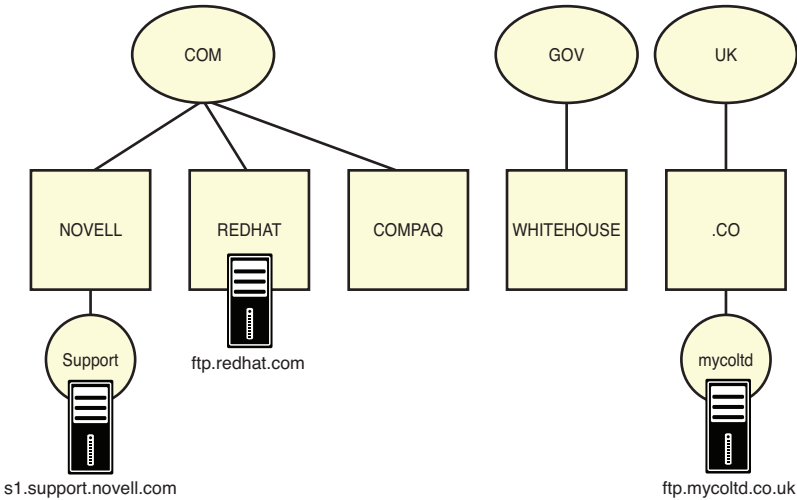 COM
GOV
UK
NOVELL
REDHAT
COMPAQ
WHITEHOUSE
.CO
Support
mycoltd
ftp.redhat.com
s1.support.novell.com
ftp.mycoltd.co.uk